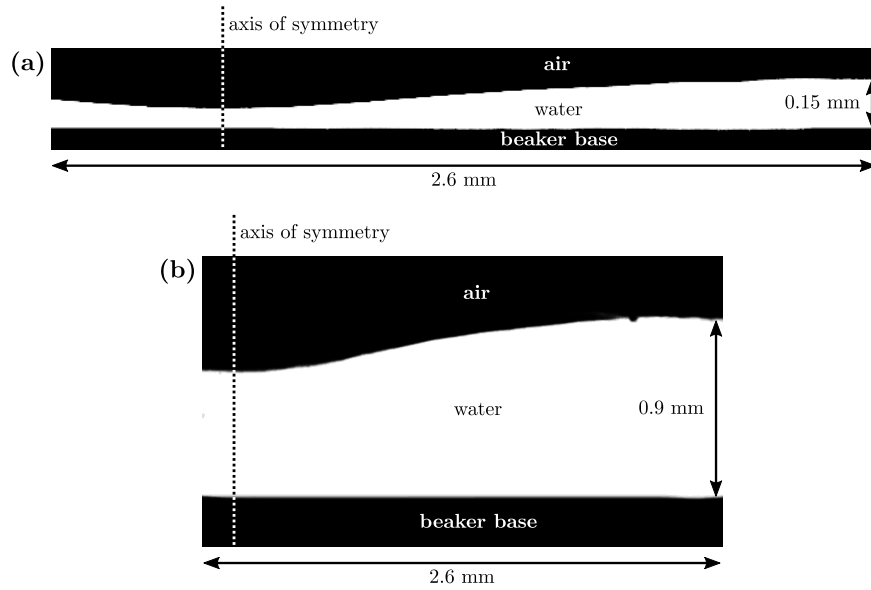 axis of symmetry
(a)
air
water
0.15 mm
beaker base
2.6 mm
axis of symmetry
(b)
air
water
0.9 mm
beaker base
2.6 mm